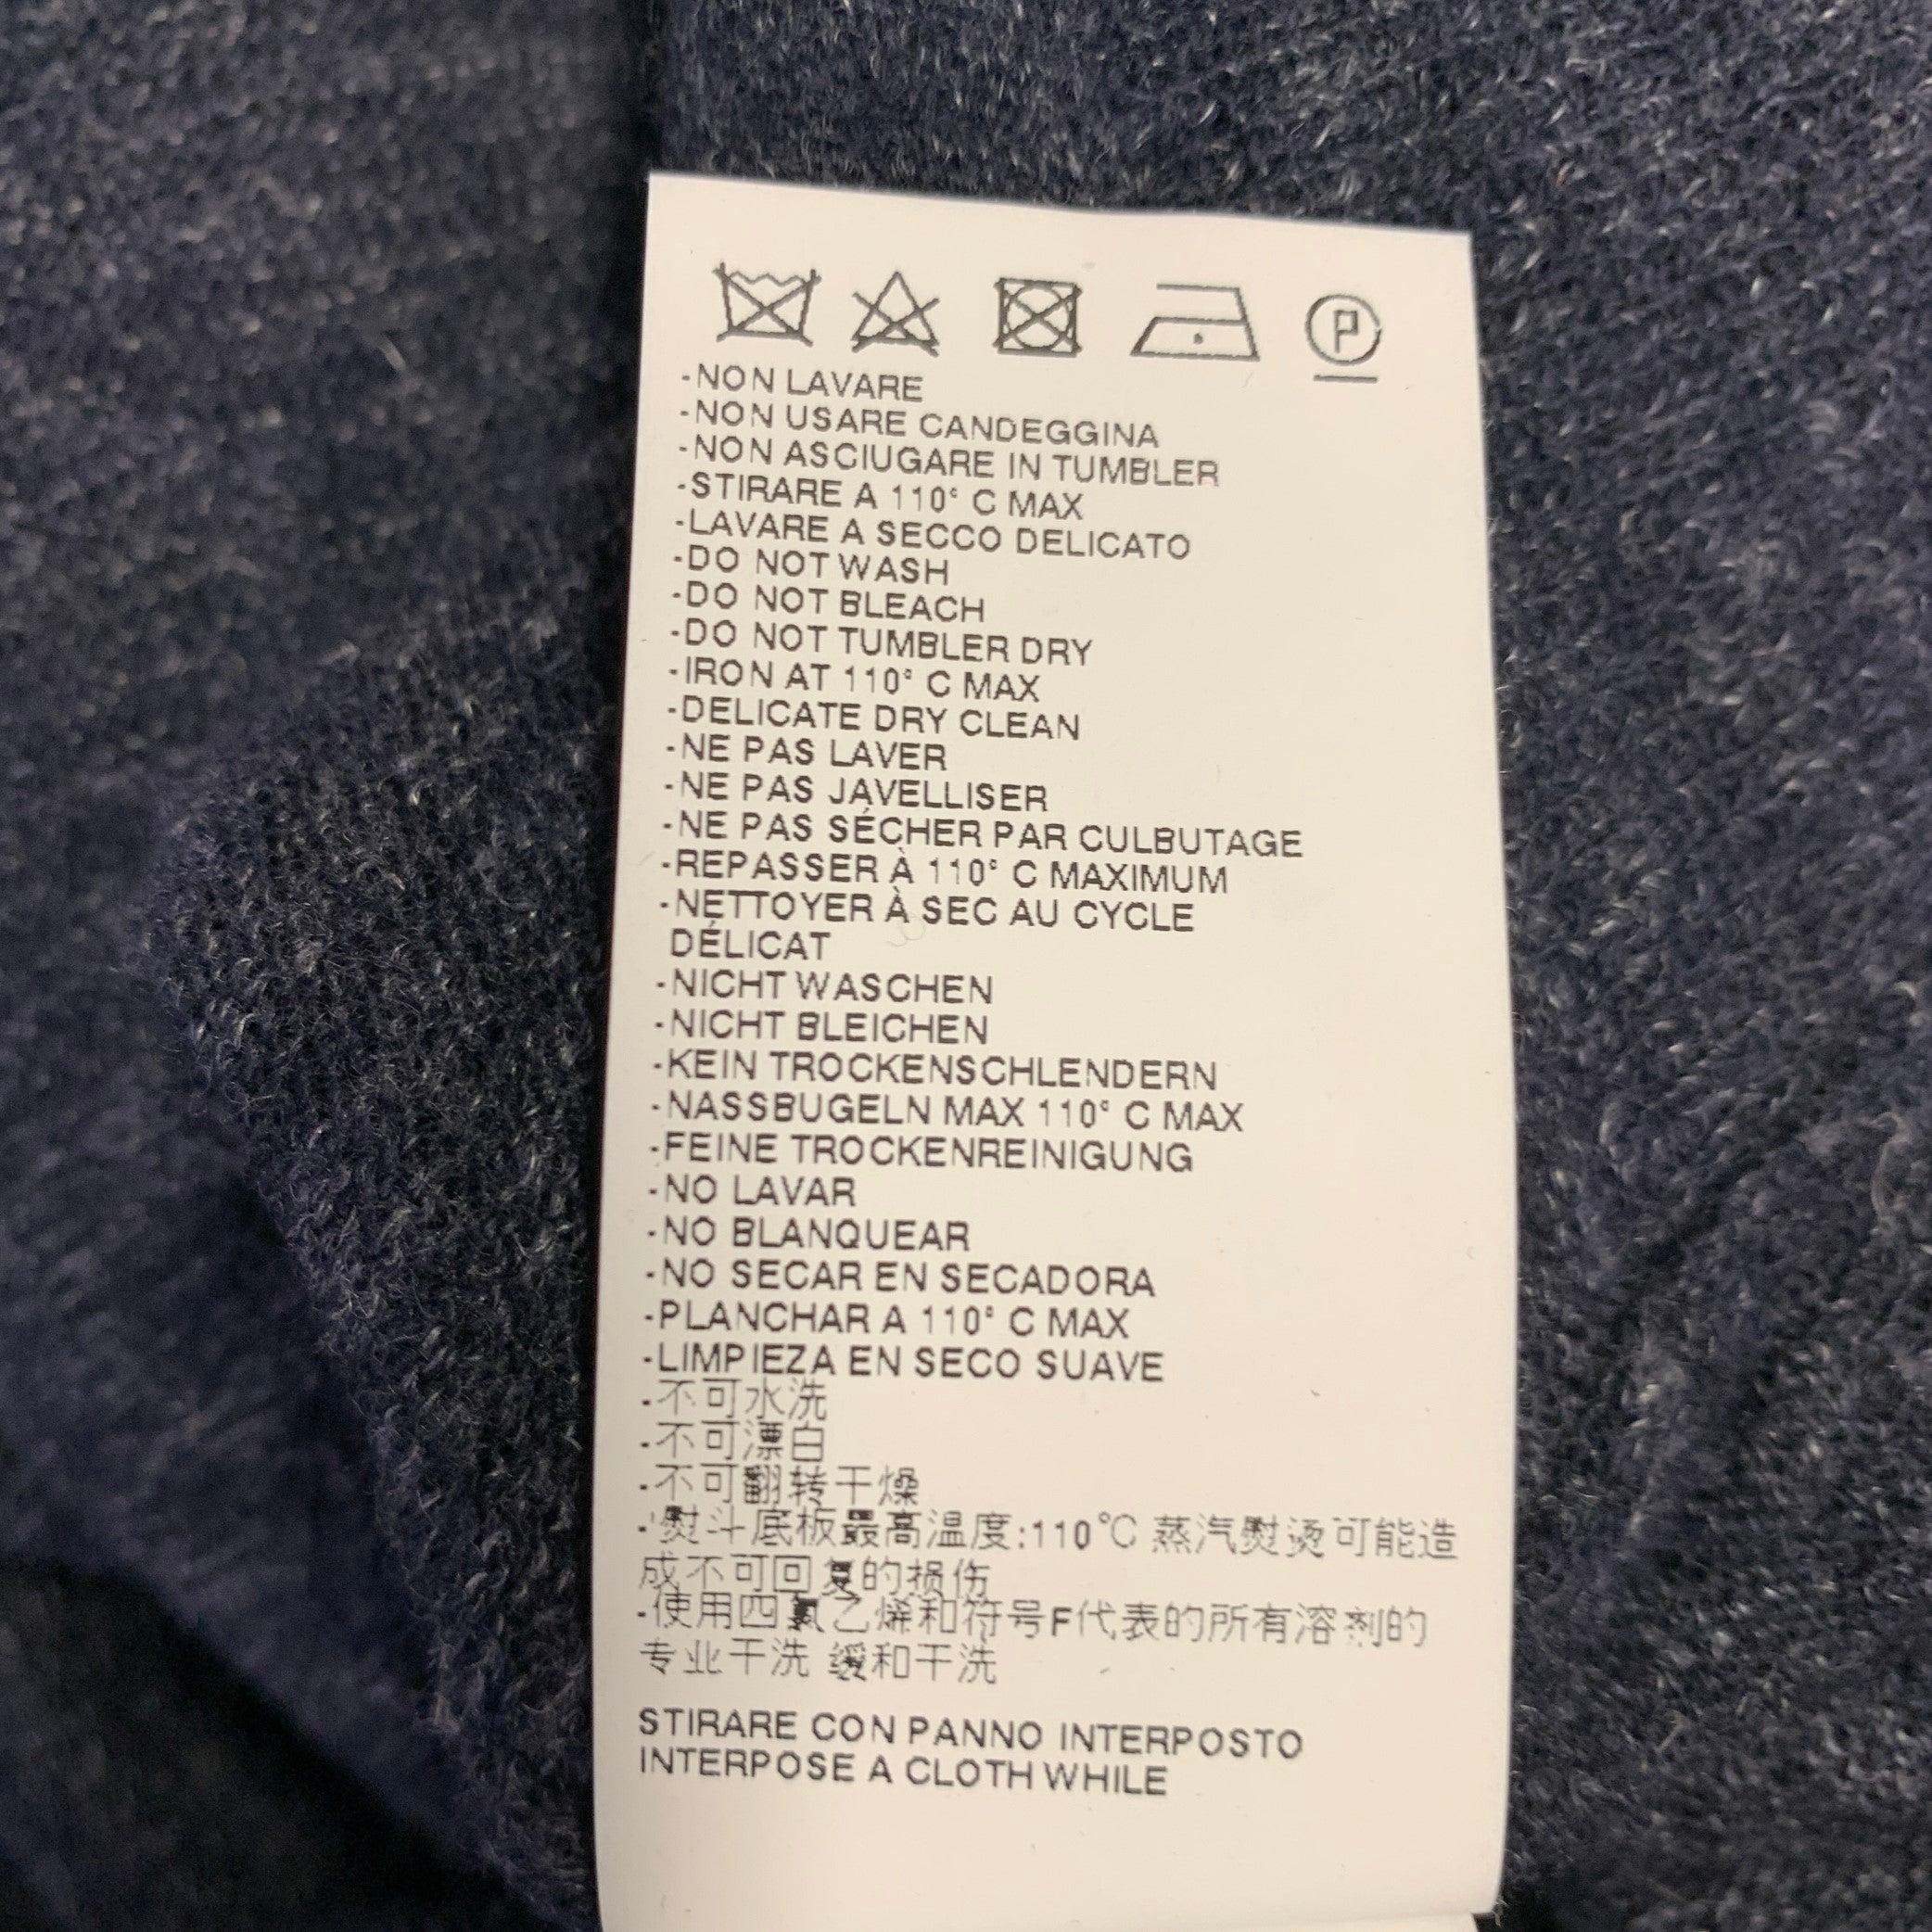 P
-NON LAVARE
-NON USARE CANDEGGINA
-NON ASCIUGARE IN TUMBLER
-STIRARE A 110° C MAX
-LAVARE A SECCO DELICATO
-DO NOT WASH
-DO NOT BLEACH
-DO NOT TUMBLER DRY
-IRON AT 110° C MAX
-DELICATE DRY CLEAN
-NE PAS LAVER
-NE PAS JAVELLISER
-NE PAS SÉCHER PAR CULBUTAGE
-REPASSER À 110° C MAXIMUM
-NETTOYER À SEC AU CYCLE
DÉLICAT
-NICHT WASCHEN
-NICHT BLEICHEN
-KEIN TROCKENSCHLENDERN
-NASSBUGELN MAX 110° C MAX
-FEINE TROCKENREINIGUNG
-NO LAVAR
-NO BLANQUEAR
-NO SECAR EN SECADORA
-PLANCHAR A 110° C MAX
-LIMPIEZA EN SECO SUAVE
-不可水洗
-不可漂白
-不可翻转干燥
-熨斗底板最高温度:110℃ 蒸汽熨烫可能造
成不可回复的损伤
-使用四氯乙烯和符号F代表的所有溶剂的
专业干洗 缓和干洗
STIRARE CON PANNO INTERPOSTO
INTERPOSE A CLOTH WHILE